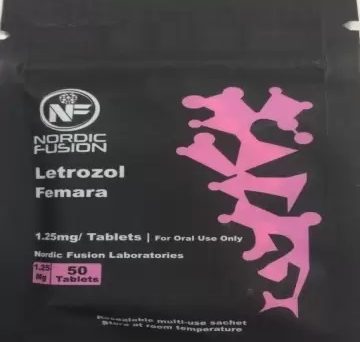 NF
NORDIC
FUSION
Letrozol
Femara
1.25mg/ Tablets | For Oral Use Only
Nordic Fusion Laboratories
1.25
Mg
50
Tablets
Resealable multi-use sachet
Store at room temperature